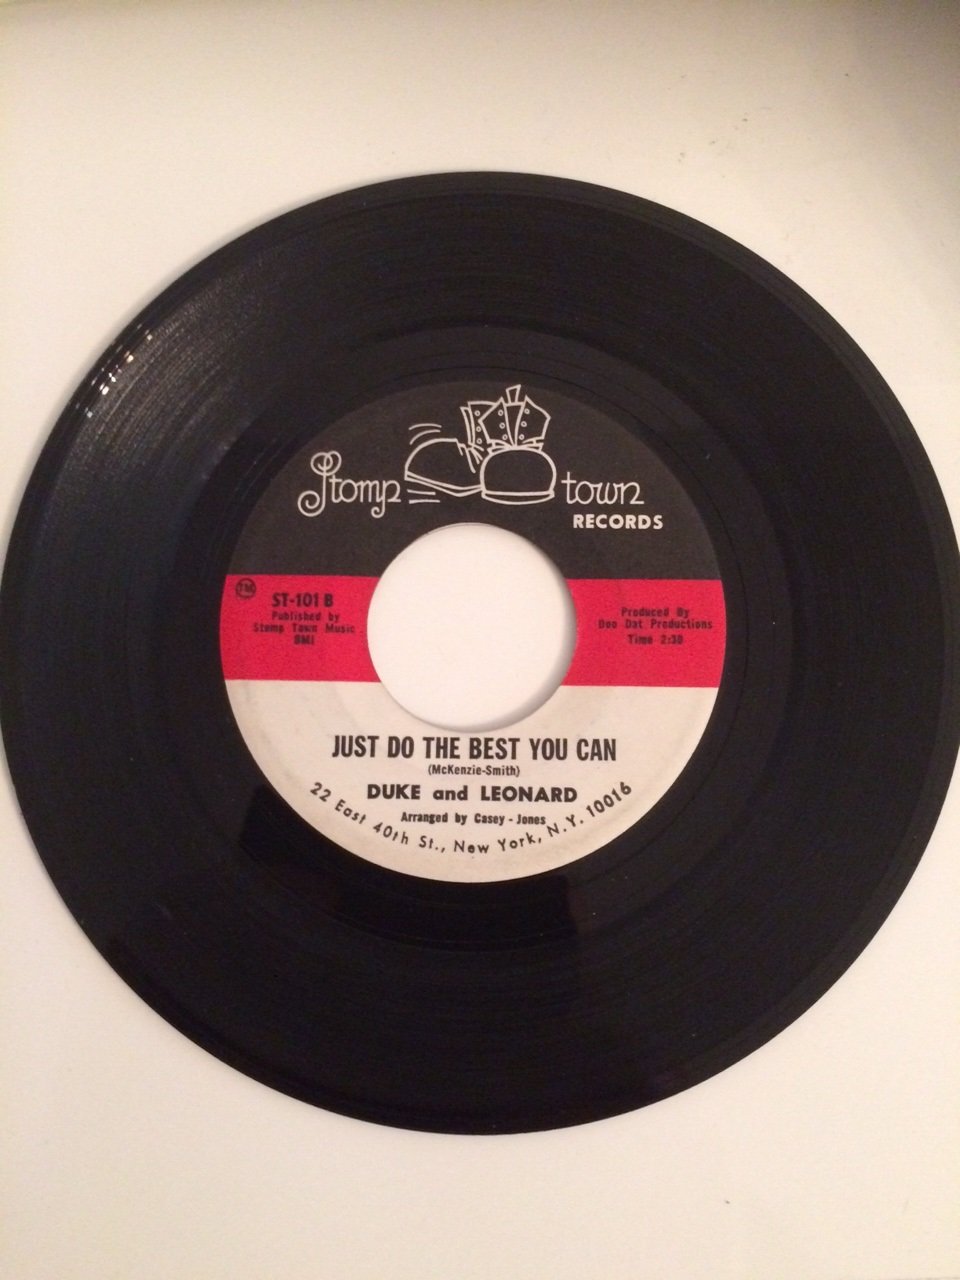 Stomp town
RECORDS
TM
ST-101 B
Published by
Stomp Town Music
BMI
Produced By
Doo Dat Productions
Time 2:30
JUST DO THE BEST YOU CAN
(McKenzie-Smith)
DUKE and LEONARD
Arranged by Casey - Jones
22 East 40th St., New York, N.Y. 10016